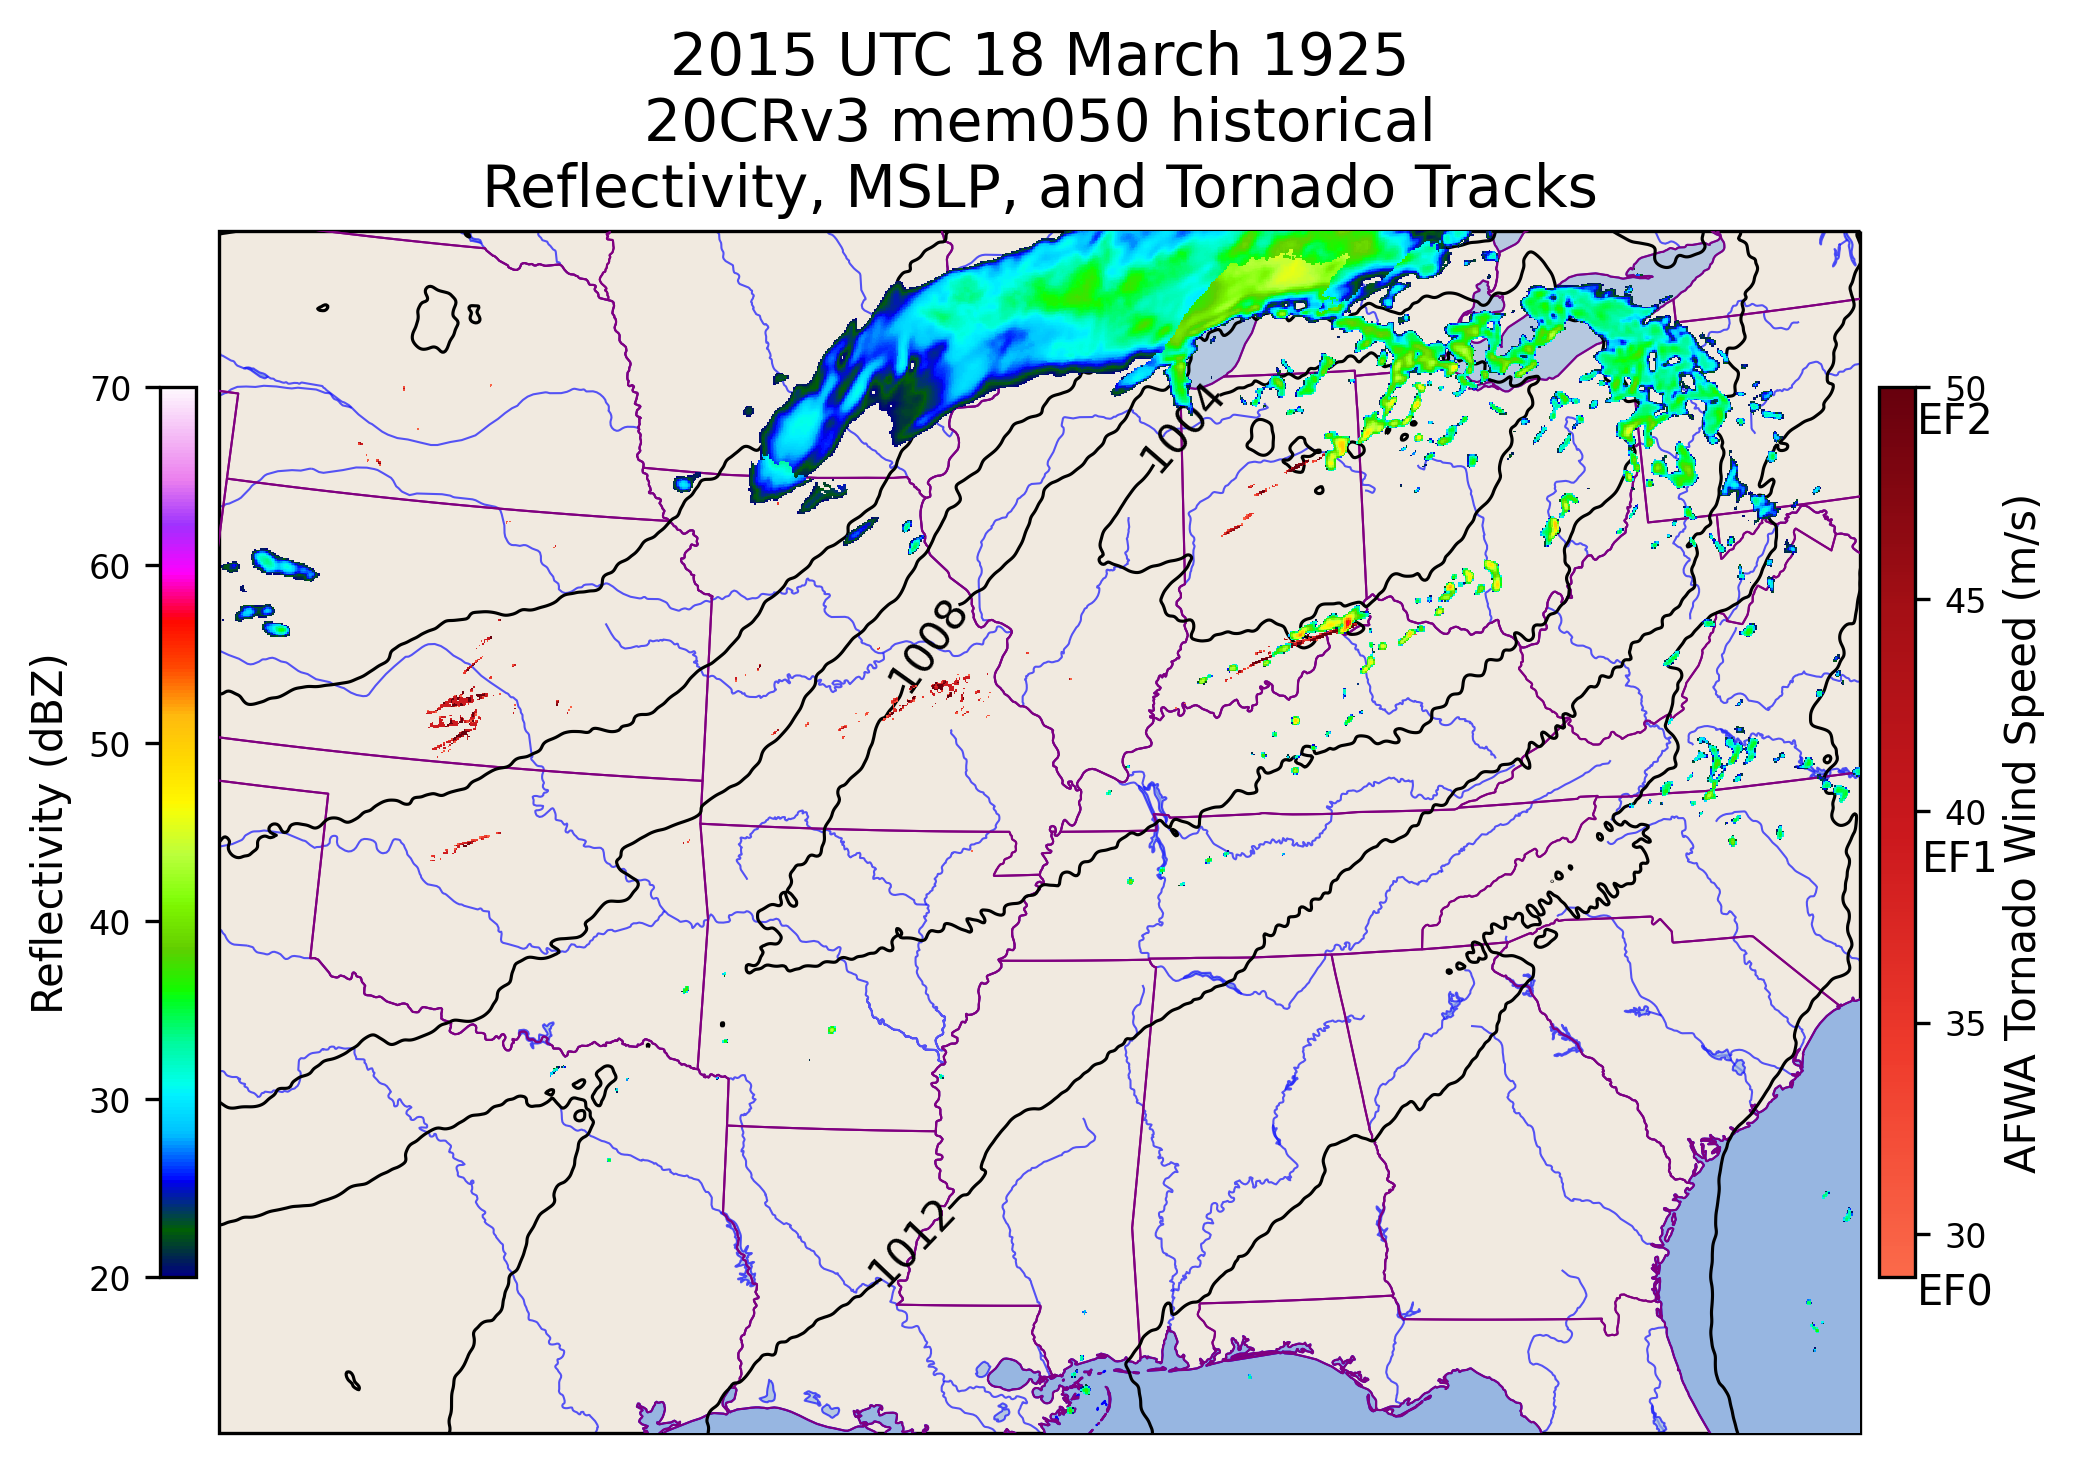 2015 UTC 18 March 1925
20CRv3 mem050 historical
Reflectivity, MSLP, and Tornado Tracks
Reflectivity (dBZ)
70
60
50
40
30
20
1004
1008
1012
50
EF2
45
40
EF1
35
30
EF0
AFWA Tornado Wind Speed (m/s)